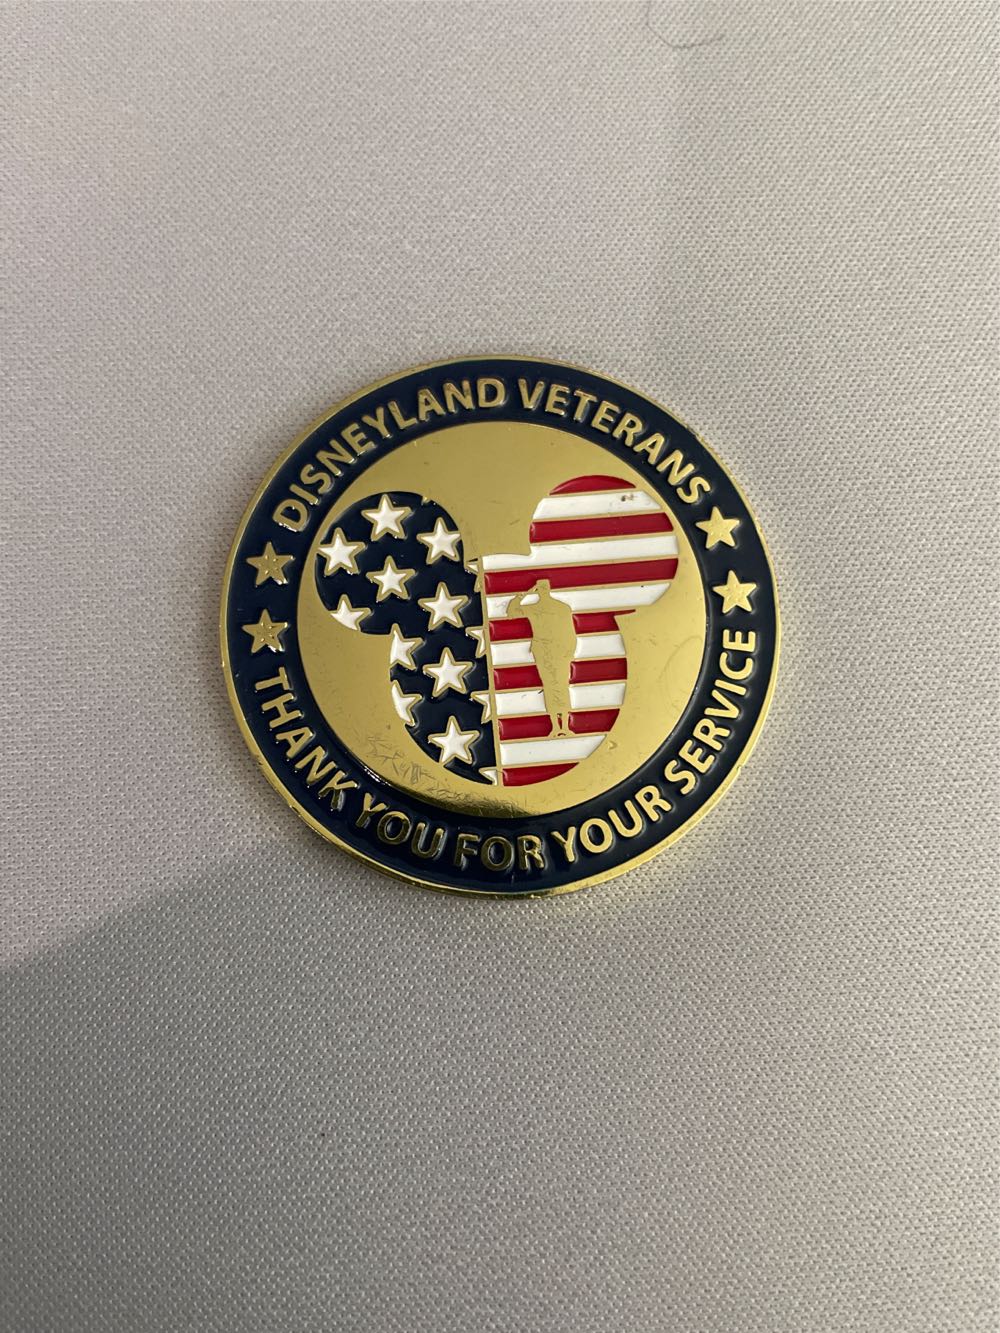 DISNEYLAND VETERANS
THANK YOU FOR YOUR SERVICE